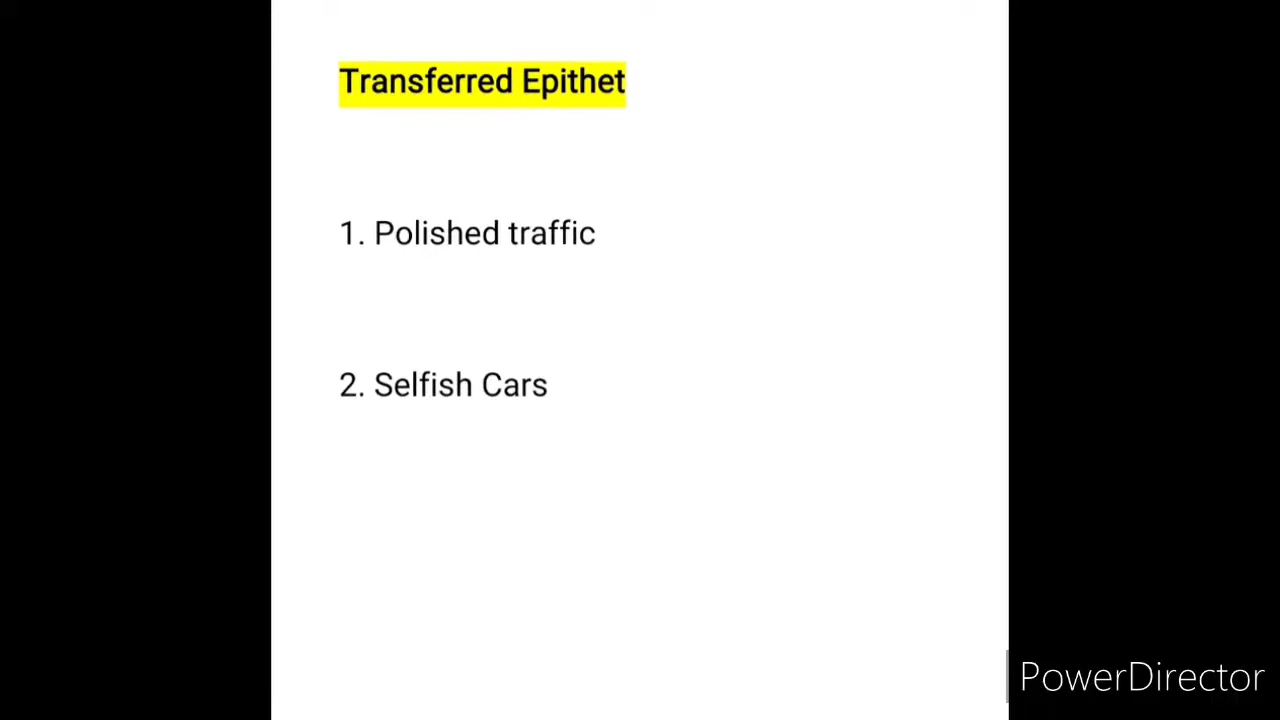 Transferred Epithet
1. Polished traffic
2. Selfish Cars
PowerDirector